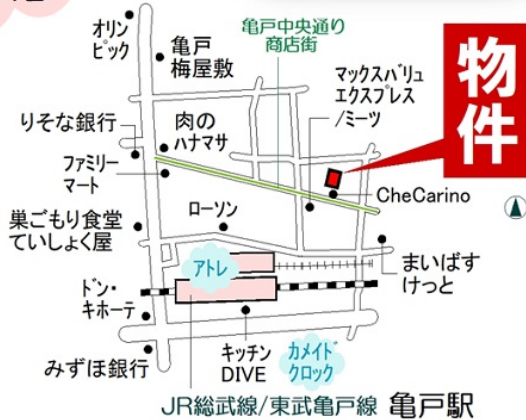 オリン
ピック
亀戸
梅屋敷
亀戸中央通り
商店街
マックスバリュ
エクスプレス
/ミーツ
物件
りそな銀行
肉の
ハナマサ
ファミリー
マート
CheCarino
巣ごもり食堂
ていしょく屋
ローソン
アトレ
まいばす
けっと
ドン・
キホーテ
みずほ銀行
キッチン
DIVE
カメイド
クロック
JR総武線/東武亀戸線 亀戸駅